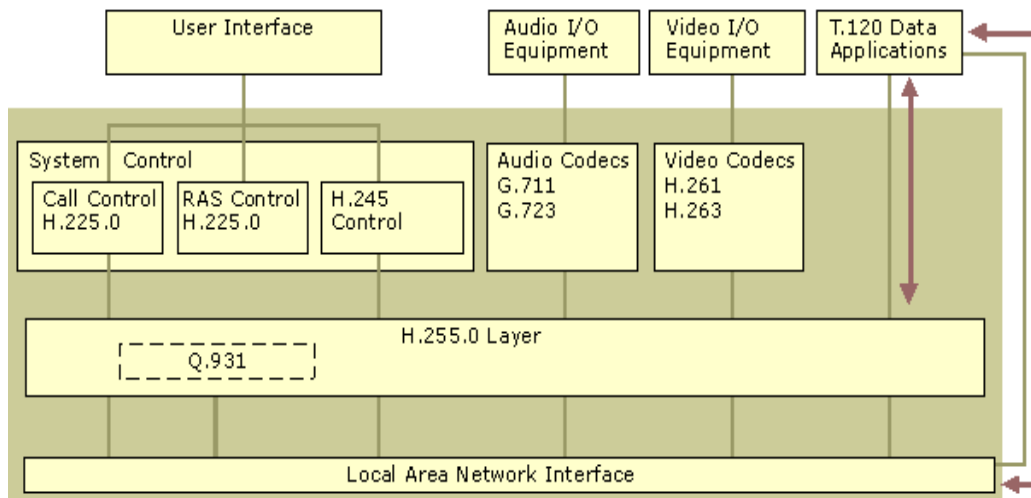 User Interface
Audio I/O
Equipment
Video I/O
Equipment
T.120 Data
Applications
System Control
Call Control
H.225.0
RAS Control
H.225.0
H.245
Control
Audio Codecs
G.711
G.723
Video Codecs
H.261
H.263
H.255.0 Layer
Q.931
Local Area Network Interface